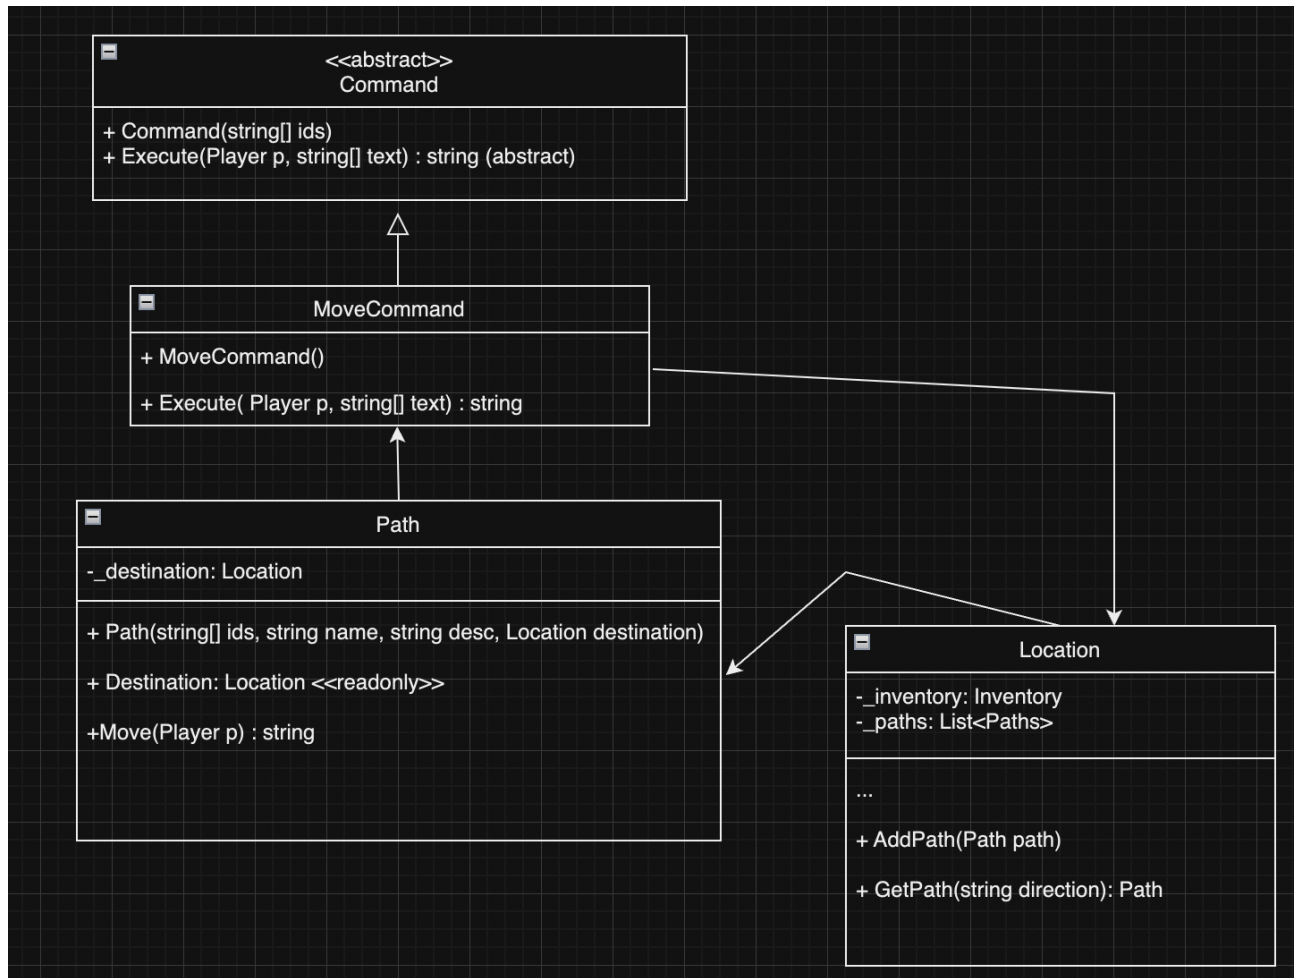 <<abstract>>
Command
+ Command(string[] ids)
+ Execute(Player p, string[] text) : string (abstract)
MoveCommand
+ MoveCommand()
+ Execute( Player p, string[] text) : string
Path
-_destination: Location
+ Path(string[] ids, string name, string desc, Location destination)
+ Destination: Location <<readonly>>
+Move(Player p) : string
Location
-_inventory: Inventory
-_paths: List<Paths>
...
+ AddPath(Path path)
+ GetPath(string direction): Path